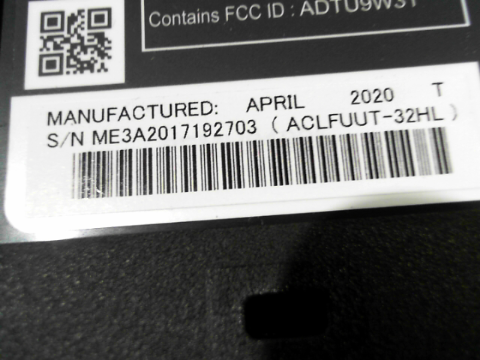 Contains FCC ID : ADTU9W31
MANUFACTURED: APRIL 2020 T
S/N ME3A2017192703 ( ACLFUUT-32HL )